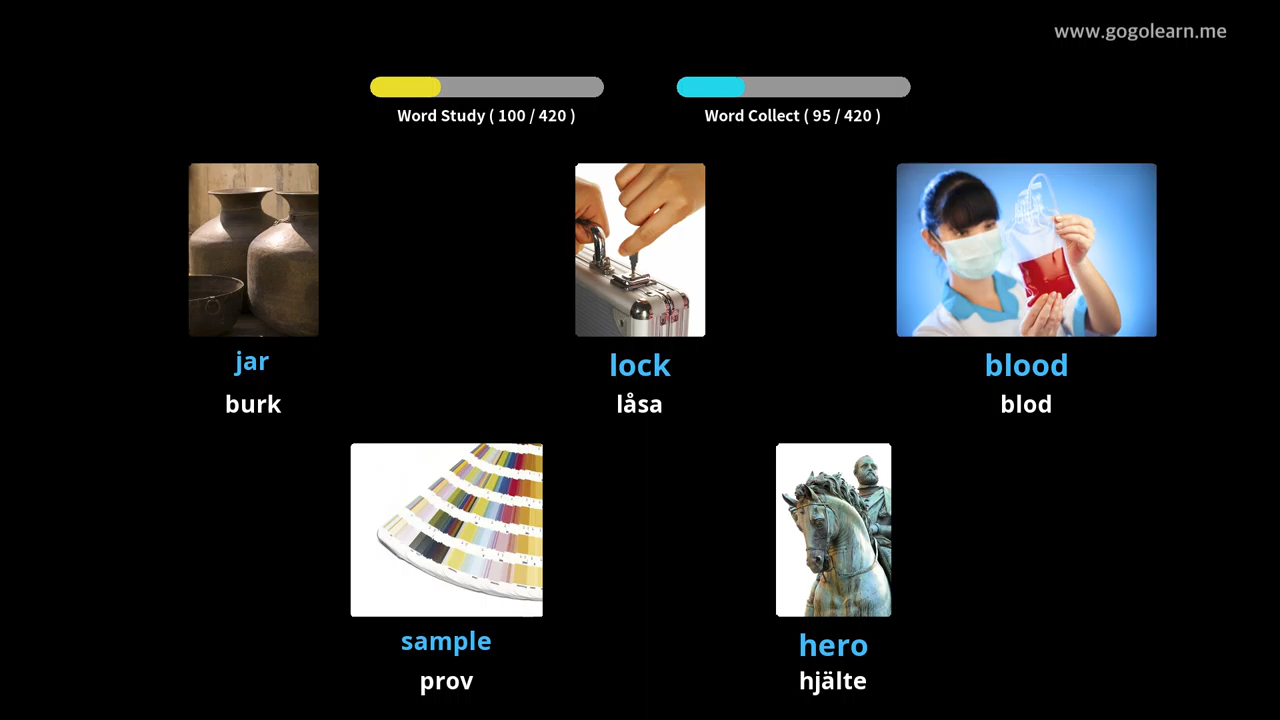 www.gogolearn.me
Word Study ( 100 / 420 )
Word Collect ( 95 / 420 )
jar
burk
lock
låsa
blood
blod
sample
prov
hero
hjälte